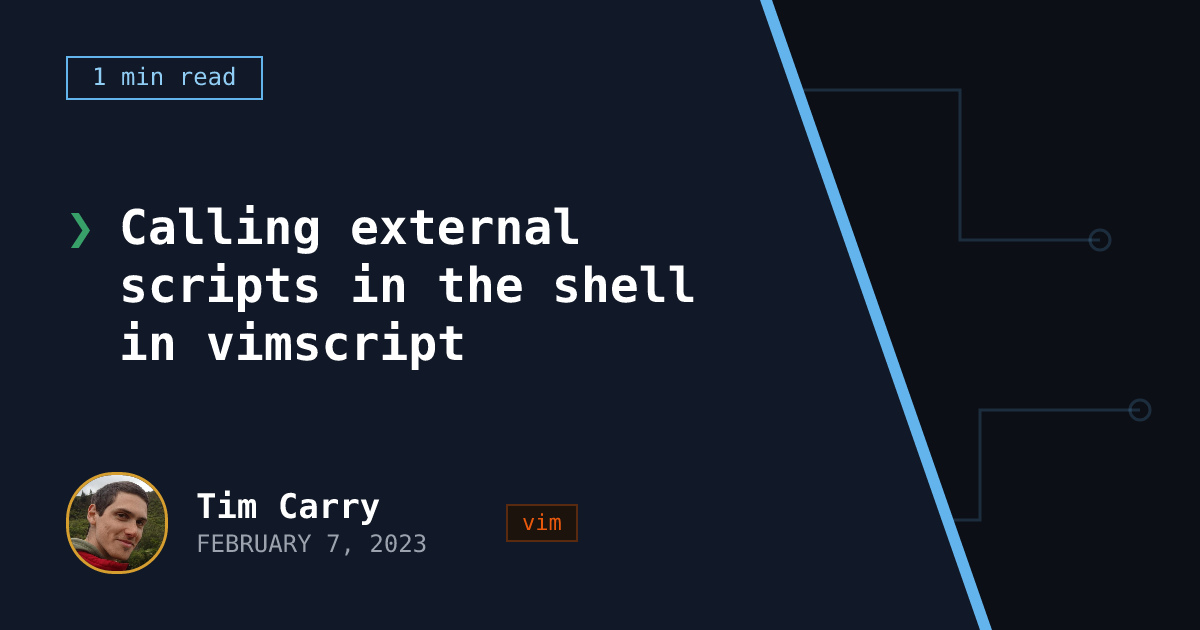 1 min read
❯ Calling external
scripts in the shell
in vimscript
Tim Carry
FEBRUARY 7, 2023
vim